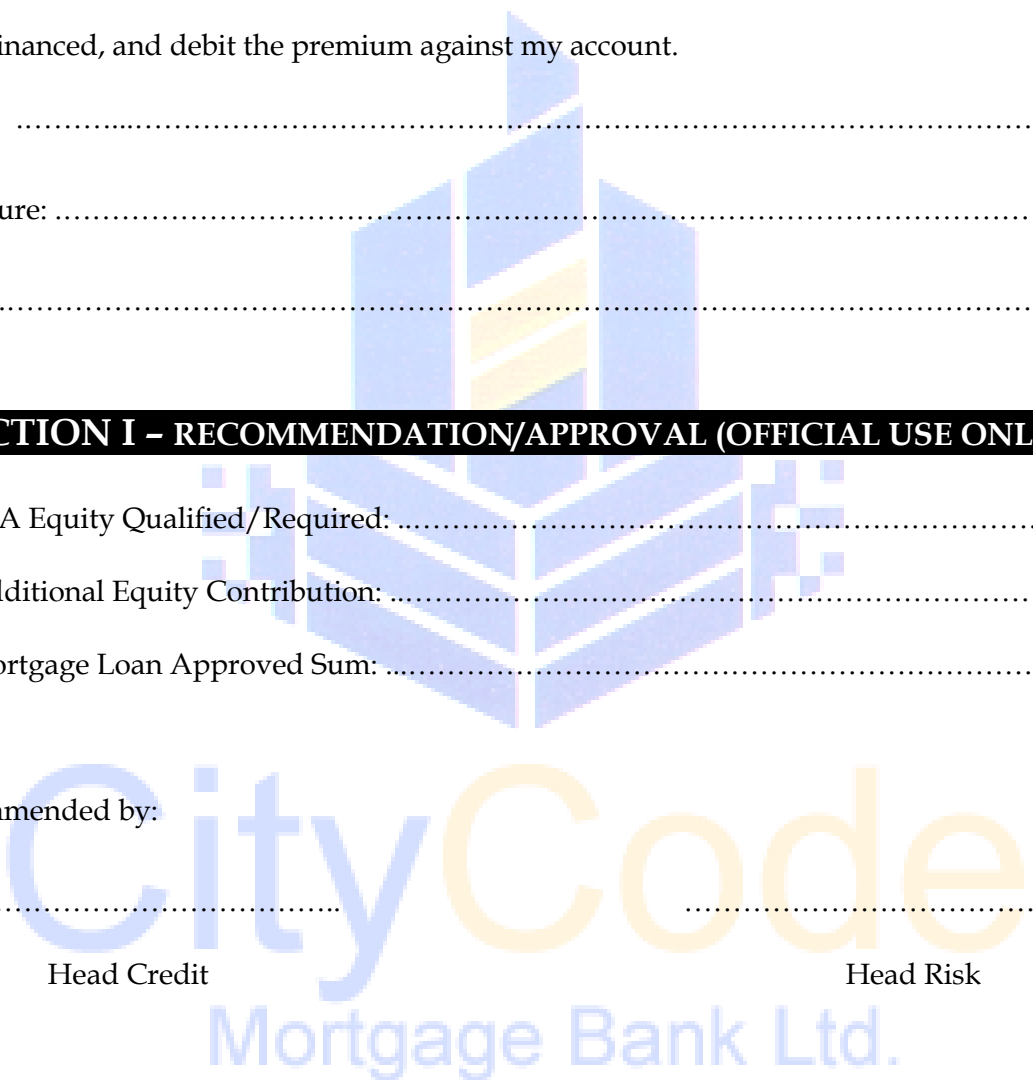 inanced, and debit the premium against my account.
..........................................................................................
ure: ..........................................................................................
..........................................................................................
CTION I – RECOMMENDATION/APPROVAL (OFFICIAL USE ONL
A Equity Qualified/Required: ............................................................
ditional Equity Contribution: ............................................................
ortgage Loan Approved Sum: ............................................................
mended by:
........................................ ........................................
Head Credit Head Risk
CityCode
Mortgage Bank Ltd.